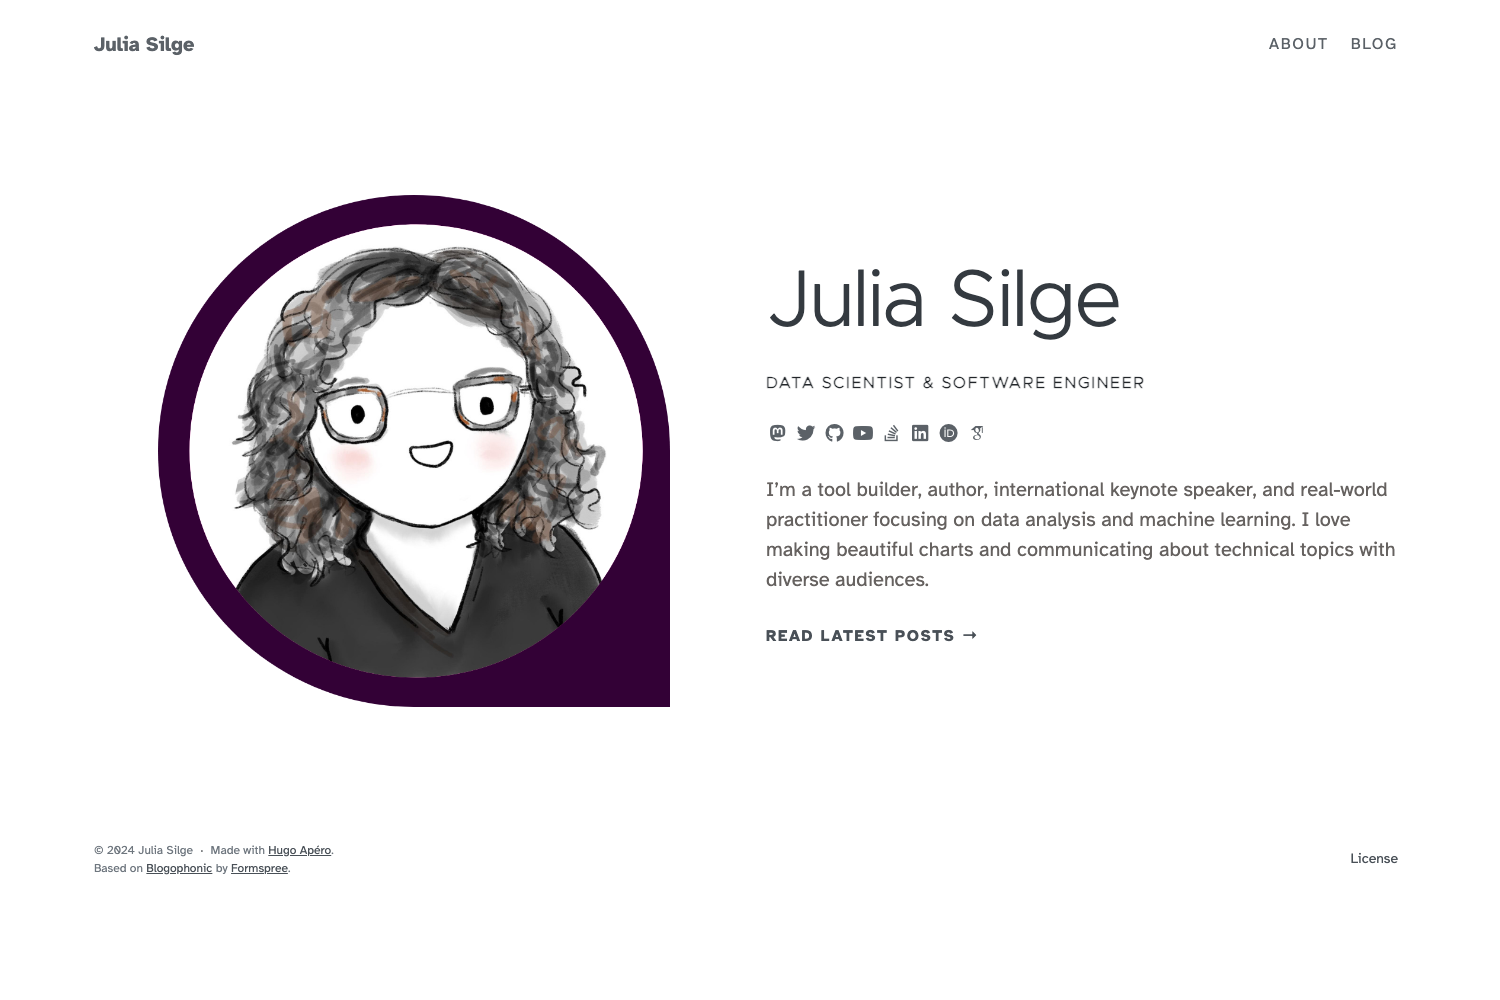 Julia Silge
ABOUT BLOG
Julia Silge
DATA SCIENTIST & SOFTWARE ENGINEER
I’m a tool builder, author, international keynote speaker, and real-world
practitioner focusing on data analysis and machine learning. I love
making beautiful charts and communicating about technical topics with
diverse audiences.
READ LATEST POSTS →
© 2024 Julia Silge · Made with Hugo Apéro.
Based on Blogophonic by Formspree.
License